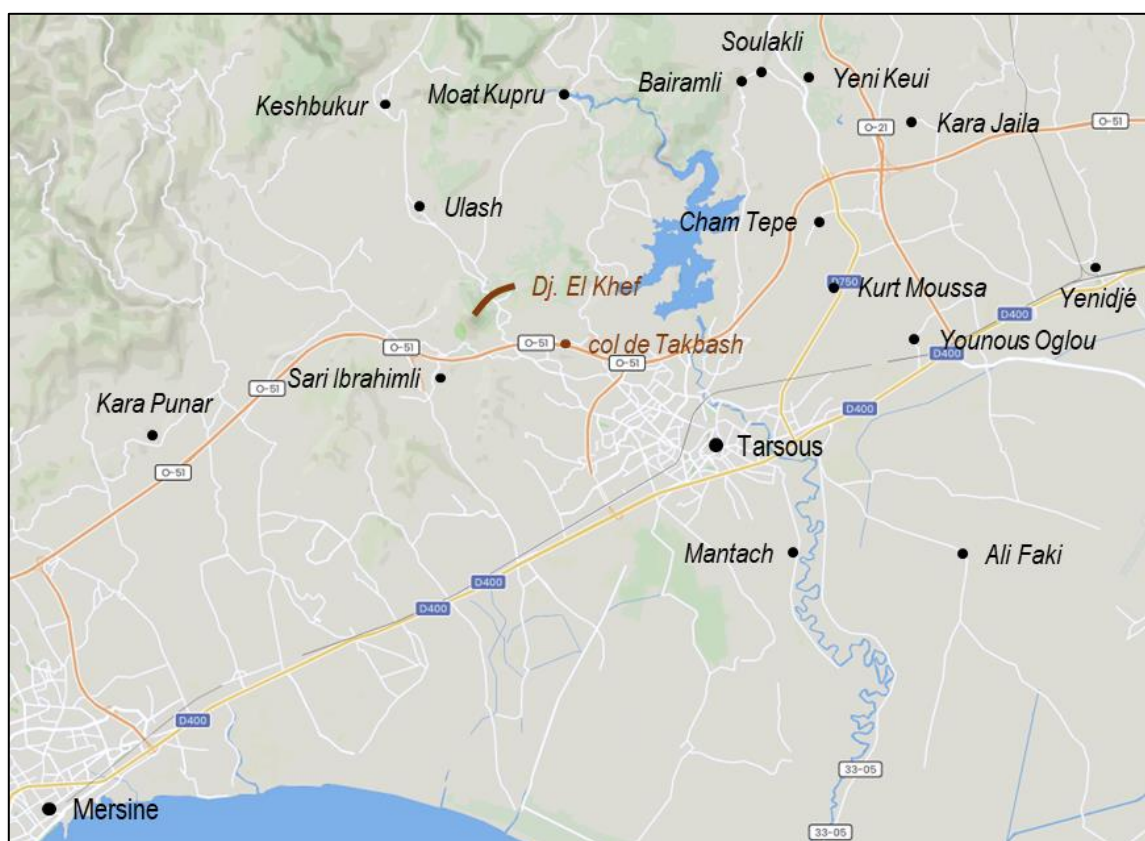 Soulakli
Keshbukur
Moat Kupru
Bairamli
Yeni Keui
O-21
Kara Jaila
O-51
Ulash
Cham Tepe
Dj. El Khef
D750
Kurt Moussa
Yenidjé
D400
O-51
O-51
col de Takbash
O-51
Younous Oglou
D400
Sari Ibrahimli
O-51
Kara Punar
D400
Tarsous
O-51
Mantach
Ali Faki
D400
D400
D400
33-05
Mersine
33-05